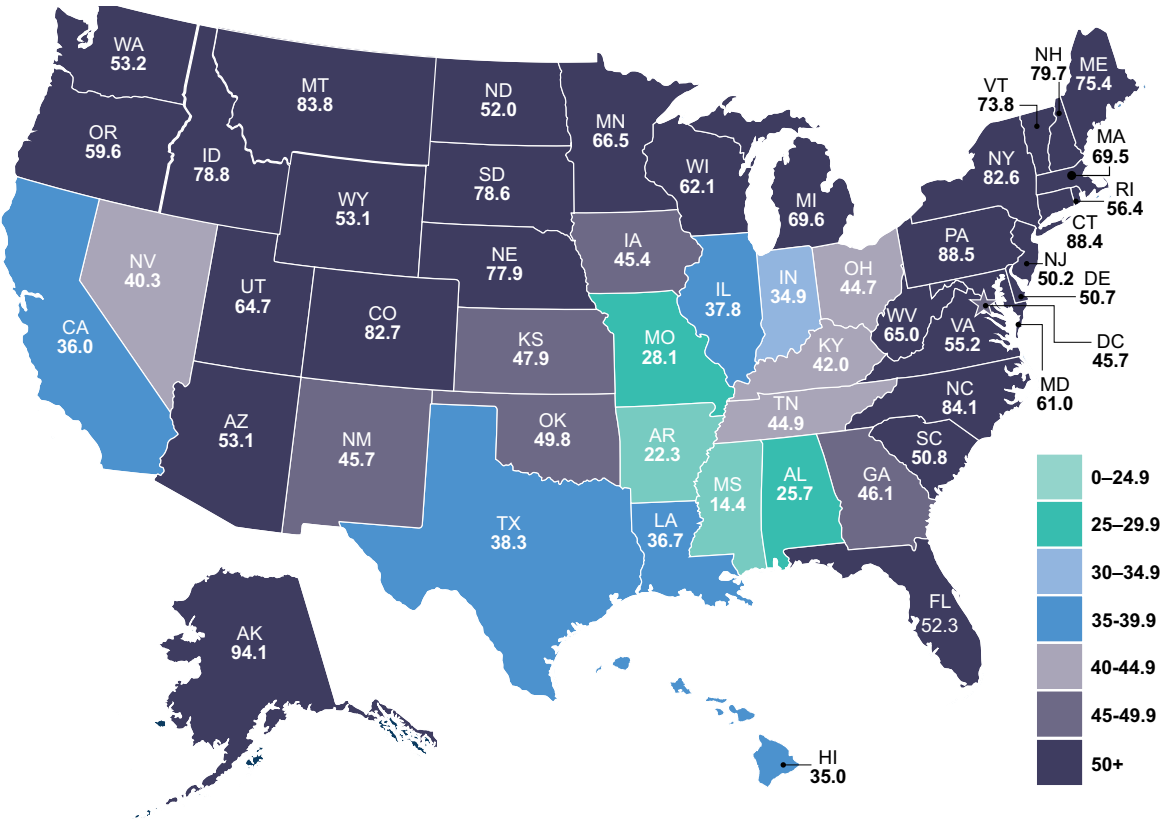 WA
53.2
MT
83.8
ND
52.0
MN
66.5
NH
79.7
ME
75.4
VT
73.8
OR
59.6
ID
78.8
SD
78.6
WI
62.1
MI
69.6
NY
82.6
MA
69.5
RI
56.4
CT
88.4
WY
53.1
IA
45.4
PA
88.5
NJ
50.2
DE
50.7
NV
40.3
UT
64.7
CO
82.7
NE
77.9
IL
37.8
IN
34.9
OH
44.7
WV
65.0
VA
55.2
DC
45.7
MD
61.0
CA
36.0
KS
47.9
MO
28.1
KY
42.0
NC
84.1
AZ
53.1
NM
45.7
OK
49.8
AR
22.3
TN
44.9
SC
50.8
MS
14.4
AL
25.7
GA
46.1
TX
38.3
LA
36.7
FL
52.3
AK
94.1
HI
35.0
0–24.9
25–29.9
30–34.9
35-39.9
40-44.9
45-49.9
50+